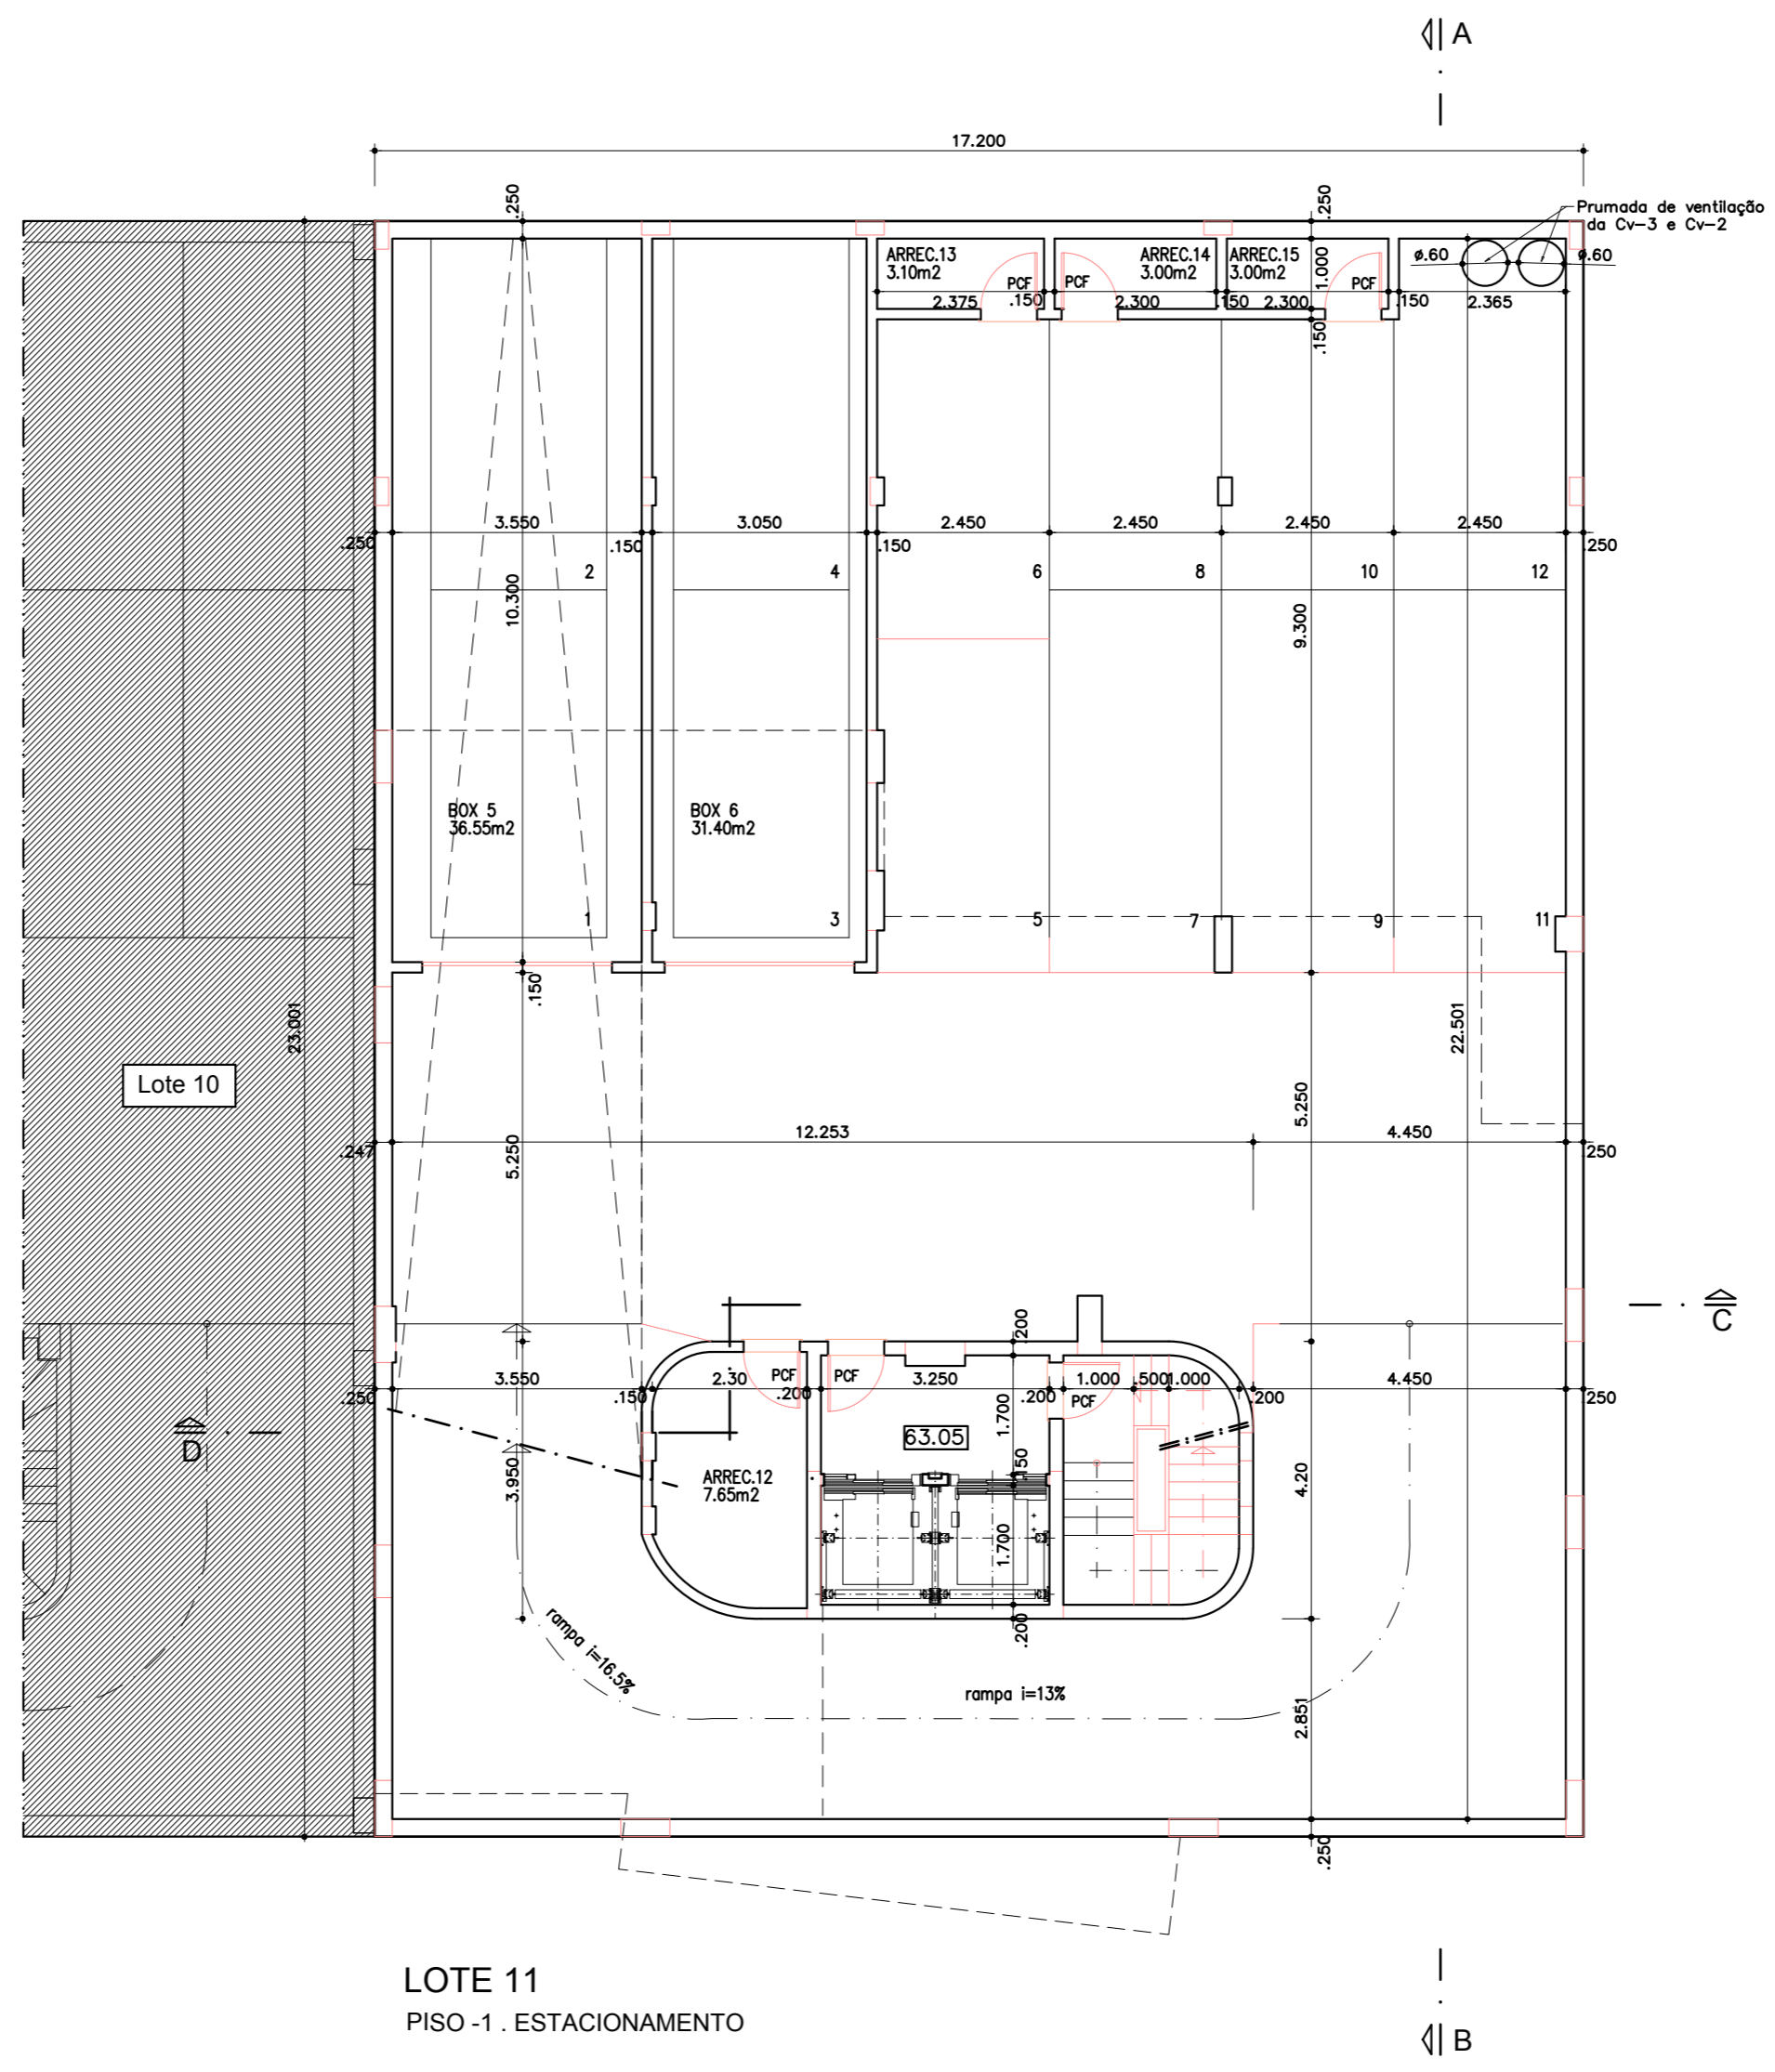 A
17.200
.250
.250
Prumada de ventilação
da Cv-3 e Cv-2
ARREC.13
3.10m2
ARREC.14
3.00m2
ARREC.15
3.00m2
1.000
ø.60
ø.60
PCF
PCF
PCF
2.375
.150
2.300
.150
2.300
.150
2.365
.150
3.550
3.050
2.450
2.450
2.450
2.450
.250
.150
.150
.250
2
4
6
8
10
12
10.300
9.300
BOX 5
36.55m2
BOX 6
31.40m2
1
3
5
7
9
11
.150
23.001
22.501
Lote 10
5.250
12.253
4.450
.247
5.250
.250
C
.200
3.550
2.30
PCF
PCF
3.250
1.000
.500
1.000
4.450
.250
.150
.200
.200
PCF
.200
.250
1.700
63.05
D
3.950
ARREC.12
7.65m2
.150
4.20
1.700
rampa i=16.5%
.200
rampa i=13%
2.851
.250
LOTE 11
PISO -1 . ESTACIONAMENTO
B